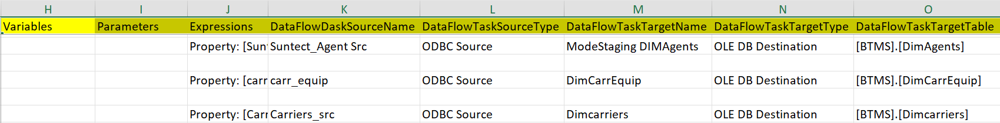 H I J K L M N O
Variables Parameters Expressions DataFlowDaskSourceName DataFlowTaskSourceType DataFlowTaskTargetName DataFlowTaskTargetType DataFlowTaskTargetTable
Property: [Sun Suntect_Agent Src ODBC Source ModeStaging DIMAgents OLE DB Destination [BTMS].[DimAgents]
Property: [carr carr_equip ODBC Source DimCarrEquip OLE DB Destination [BTMS].[DimCarrEquip]
Property: [Carr Carriers_src ODBC Source Dimcarriers OLE DB Destination [BTMS].[Dimcarriers]